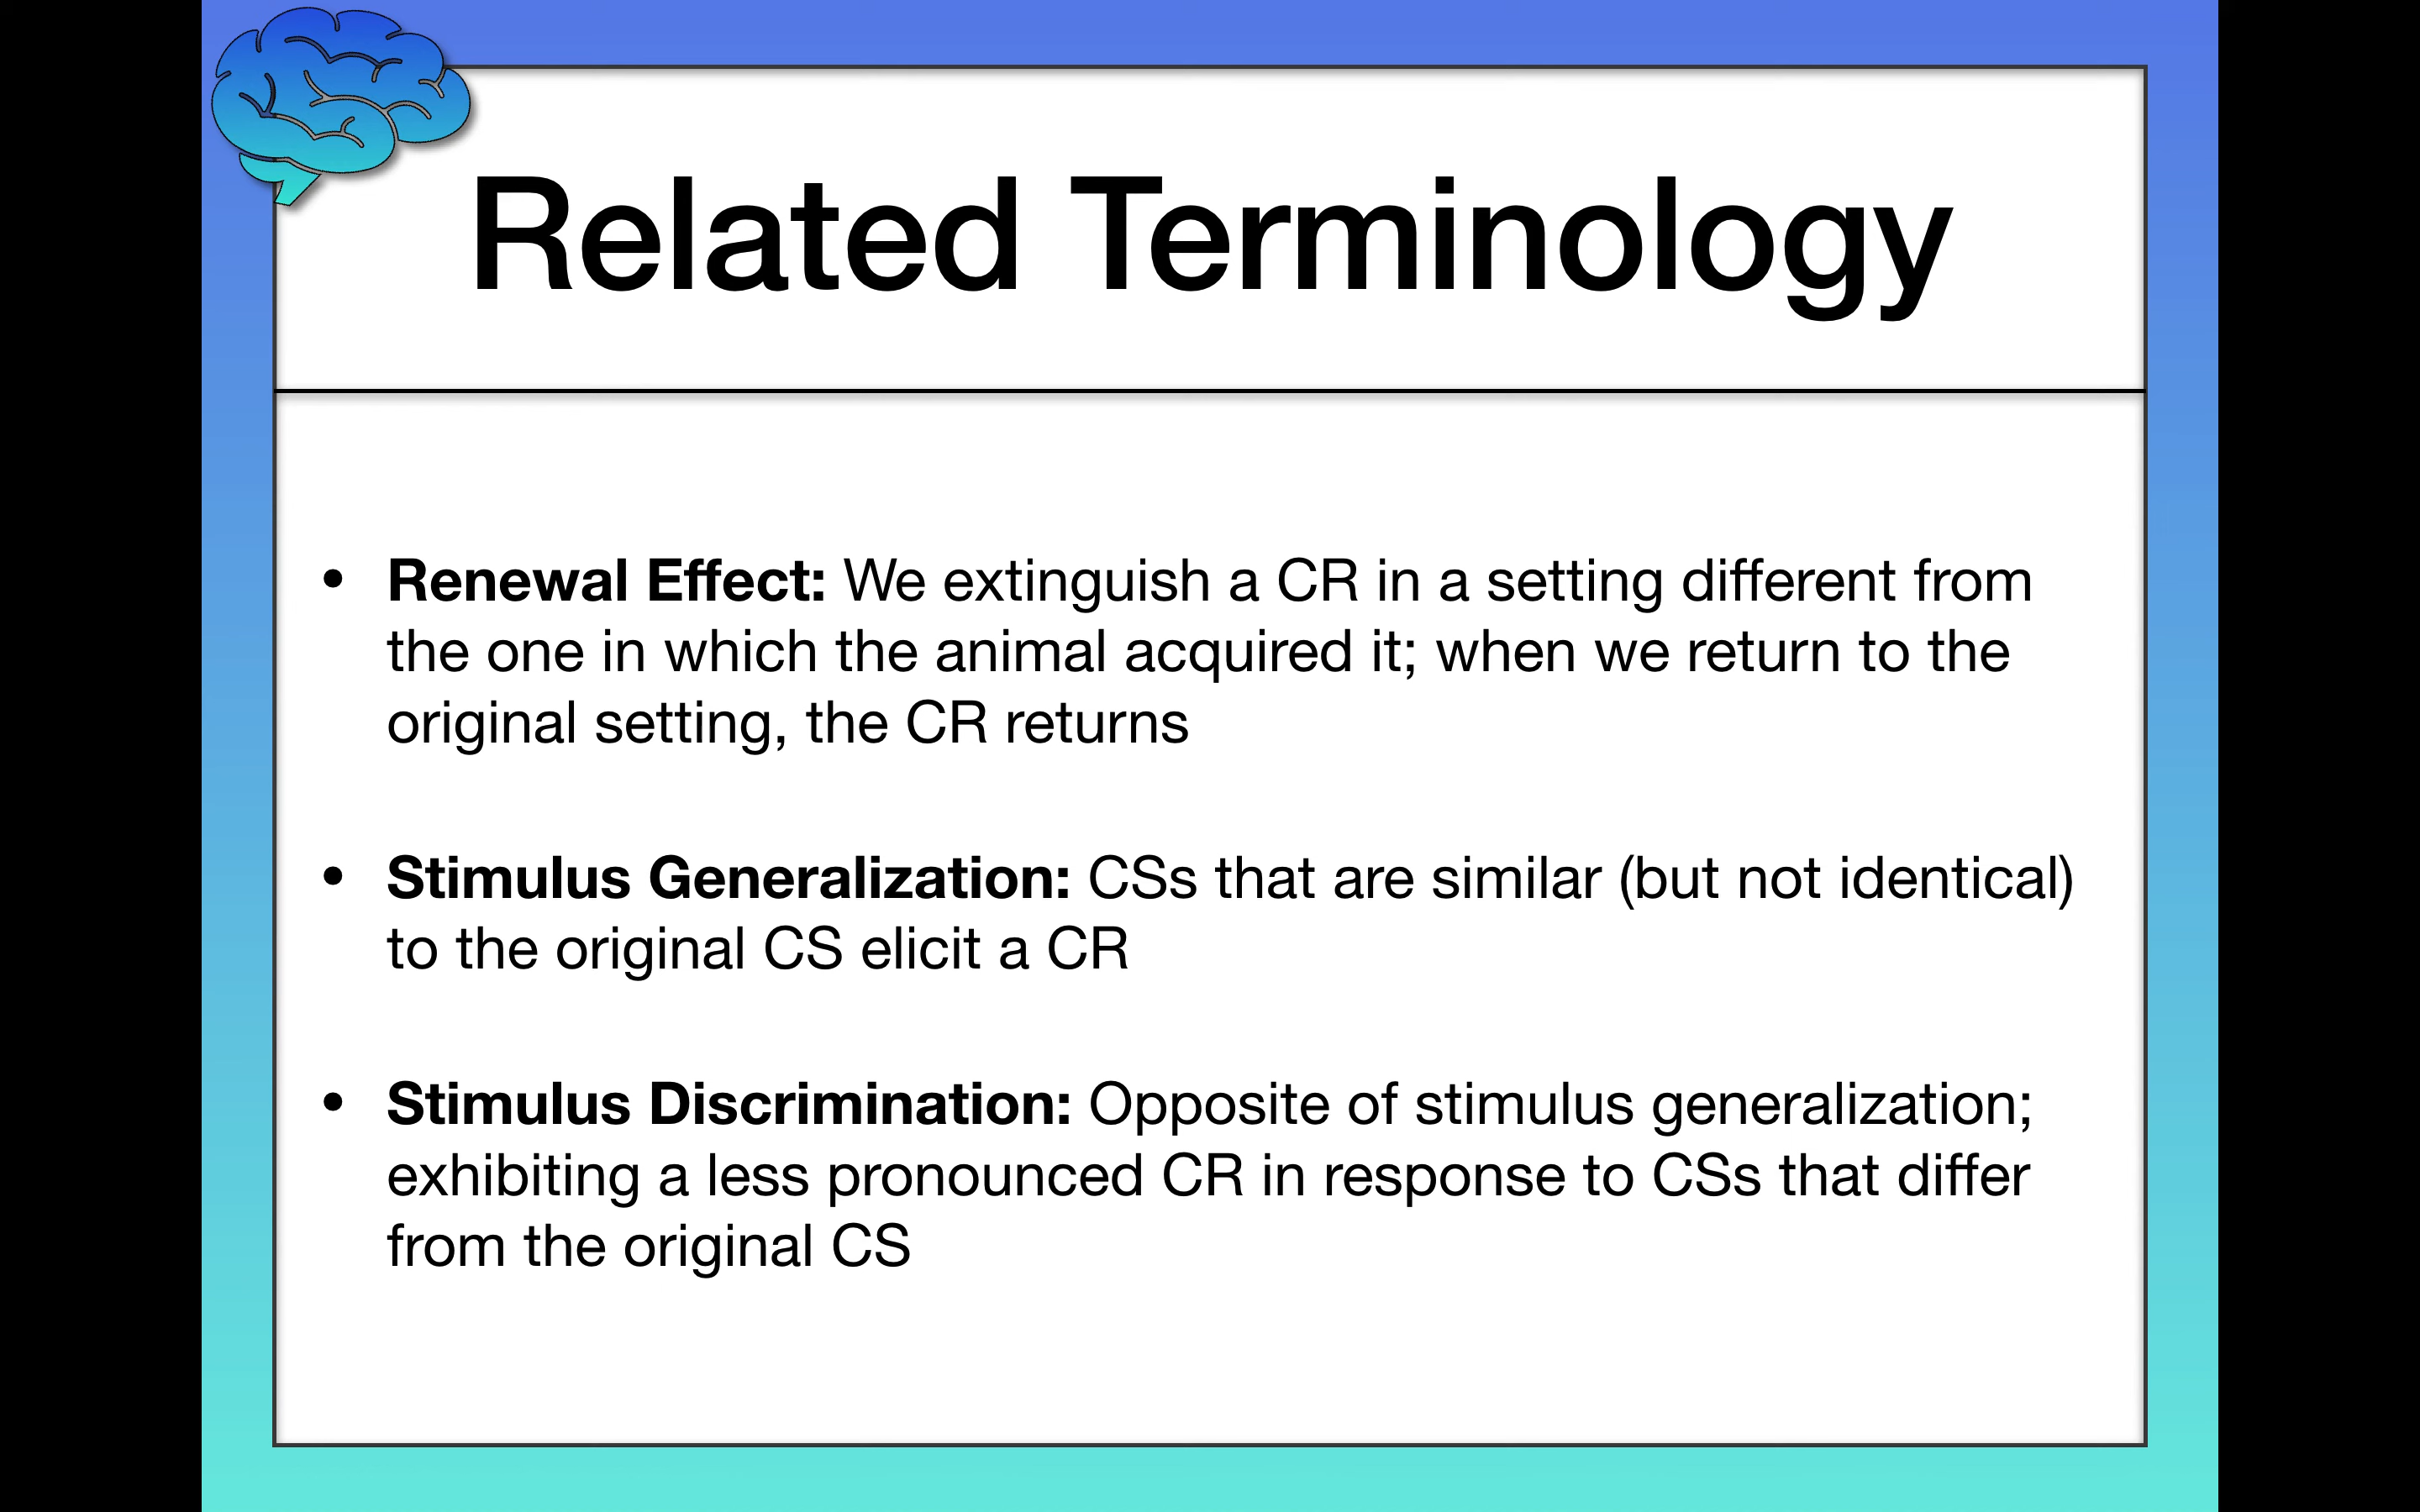 Related Terminology
• Renewal Effect: We extinguish a CR in a setting different from
the one in which the animal acquired it; when we return to the
original setting, the CR returns
• Stimulus Generalization: CSs that are similar (but not identical)
to the original CS elicit a CR
• Stimulus Discrimination: Opposite of stimulus generalization;
exhibiting a less pronounced CR in response to CSs that differ
from the original CS